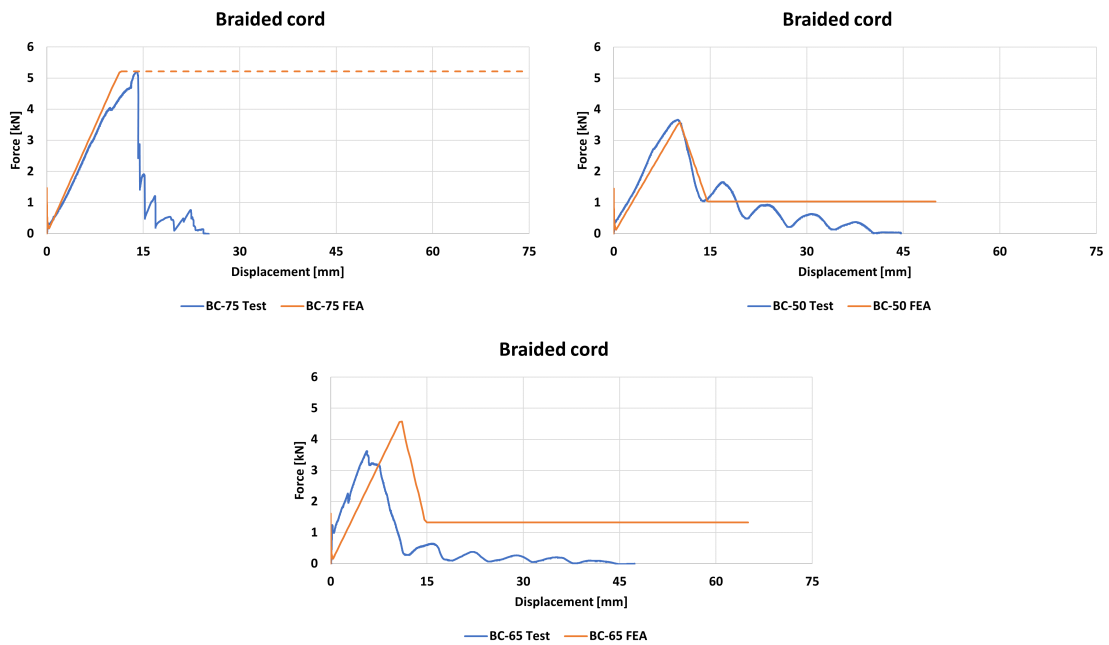 Braided cord
6
5
4
3
2
1
0
Force [kN]
0 15 30 45 60 75
Displacement [mm]
BC-75 Test BC-75 FEA
Braided cord
6
5
4
3
2
1
0
Force [kN]
0 15 30 45 60 75
Displacement [mm]
BC-50 Test BC-50 FEA
Braided cord
6
5
4
3
2
1
0
Force [kN]
0 15 30 45 60 75
Displacement [mm]
BC-65 Test BC-65 FEA